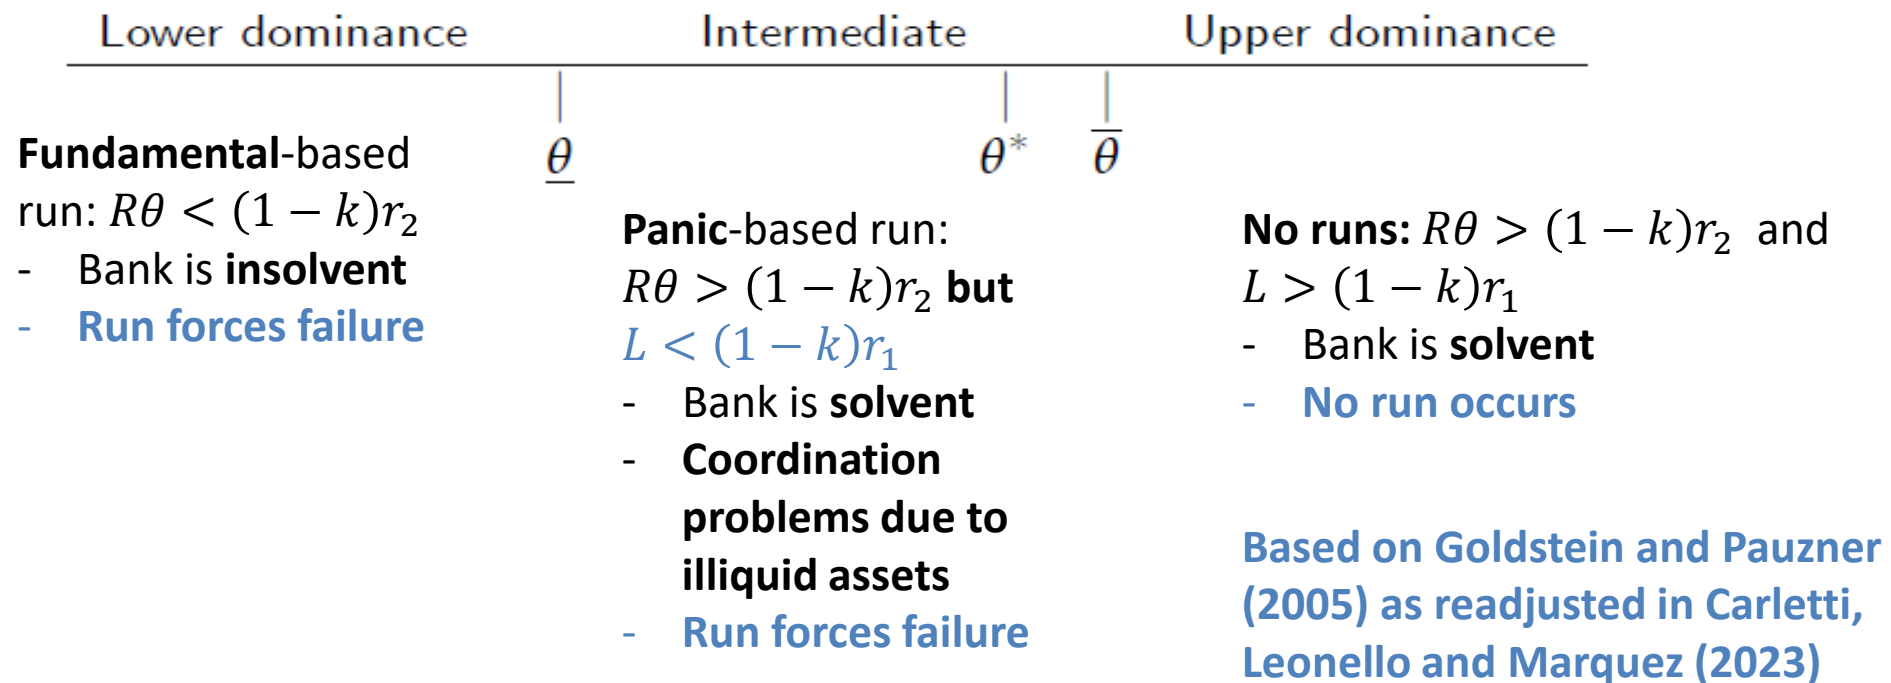 Lower dominance Intermediate Upper dominance
θ̲ θ* θ̅
Fundamental-based
run: Rθ < (1 − k)r₂
- Bank is insolvent
- Run forces failure
Panic-based run:
Rθ > (1 − k)r₂ but
L < (1 − k)r₁
- Bank is solvent
- Coordination
problems due to
illiquid assets
- Run forces failure
No runs: Rθ > (1 − k)r₂ and
L > (1 − k)r₁
- Bank is solvent
- No run occurs
Based on Goldstein and Pauzner
(2005) as readjusted in Carletti,
Leonello and Marquez (2023)